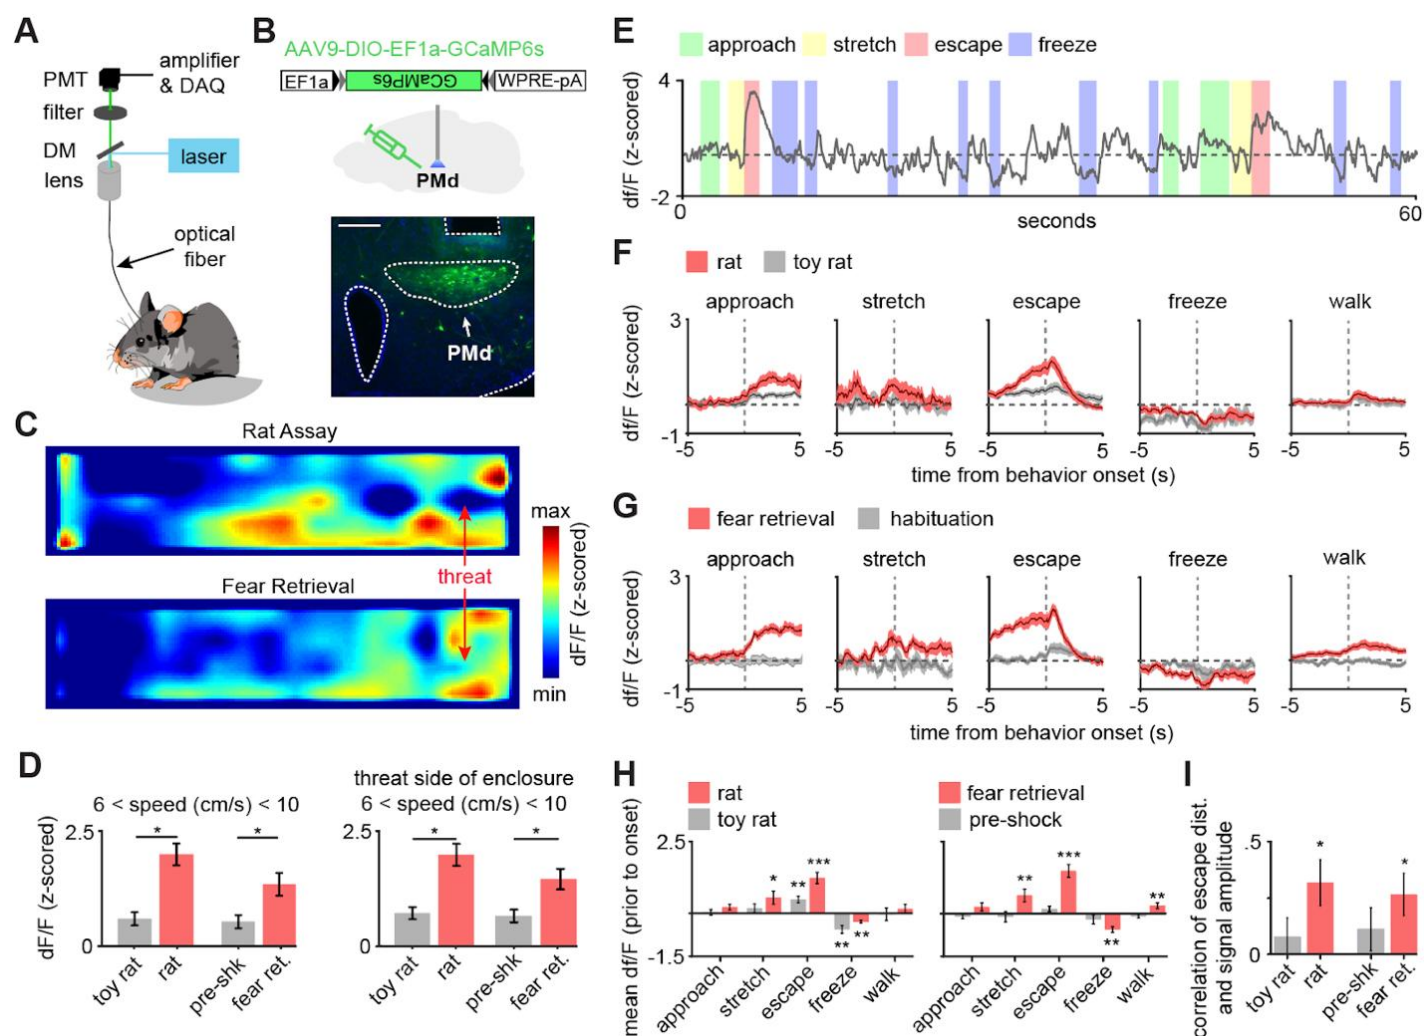 A
PMT
amplifier
& DAQ
filter
DM
laser
lens
optical
fiber
B
AAV9-DIO-EF1a-GCaMP6s
EF1a
GCaMP6s
WPRE-pA
PMd
PMd
C
Rat Assay
threat
Fear Retrieval
max
min
dF/F (z-scored)
D
6 < speed (cm/s) < 10
dF/F (z-scored)
2.5
0
*
*
toy rat
rat
pre-shk
fear ret.
threat side of enclosure
6 < speed (cm/s) < 10
2.5
0
*
*
toy rat
rat
pre-shk
fear ret.
E
approach
stretch
escape
freeze
df/F (z-scored)
4
-2
0
seconds
60
F
rat
toy rat
approach
stretch
escape
freeze
walk
df/F (z-scored)
3
-1
-5
5
-5
5
-5
5
-5
5
-5
5
time from behavior onset (s)
G
fear retrieval
habituation
approach
stretch
escape
freeze
walk
df/F (z-scored)
3
-1
-5
5
-5
5
-5
5
-5
5
-5
5
time from behavior onset (s)
H
rat
toy rat
mean df/F (prior to onset)
2.5
-1.5
*
**
***
**
**
approach
stretch
escape
freeze
walk
fear retrieval
pre-shock
**
***
**
**
approach
stretch
escape
freeze
walk
I
correlation of escape dist.
and signal amplitude
.5
0
*
*
toy rat
rat
pre-shk
fear ret.